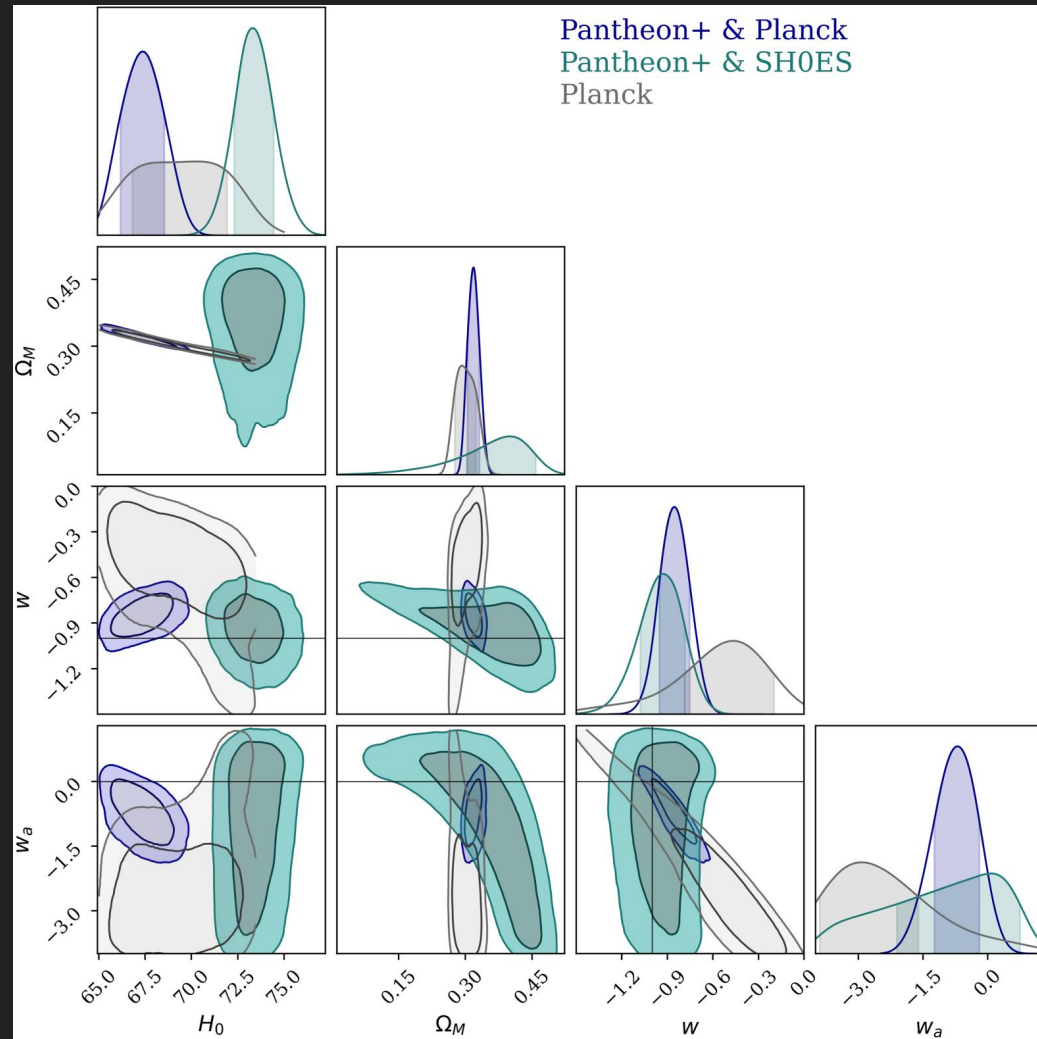 Pantheon+ & Planck
Pantheon+ & SH0ES
Planck
0.45
0.30
0.15
Ω_M
0.0
−0.3
−0.6
−0.9
−1.2
w
0.0
−1.5
−3.0
w_a
65.0 67.5 70.0 72.5 75.0
0.15 0.30 0.45
−1.2 −0.9 −0.6 −0.3 0.0
−3.0 −1.5 0.0
H_0 Ω_M w w_a